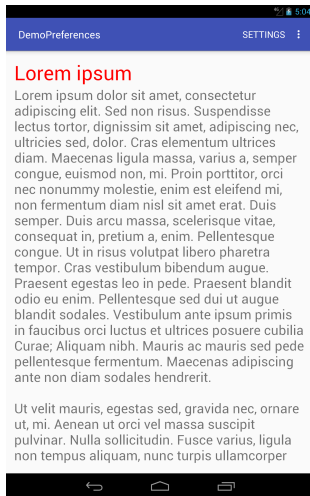 5:04
DemoPreferences
SETTINGS
Lorem ipsum
Lorem ipsum dolor sit amet, consectetur
adipiscing elit. Sed non risus. Suspendisse
lectus tortor, dignissim sit amet, adipiscing nec,
ultricies sed, dolor. Cras elementum ultrices
diam. Maecenas ligula massa, varius a, semper
congue, euismod non, mi. Proin porttitor, orci
nec nonummy molestie, enim est eleifend mi,
non fermentum diam nisl sit amet erat. Duis
semper. Duis arcu massa, scelerisque vitae,
consequat in, pretium a, enim. Pellentesque
congue. Ut in risus volutpat libero pharetra
tempor. Cras vestibulum bibendum augue.
Praesent egestas leo in pede. Praesent blandit
odio eu enim. Pellentesque sed dui ut augue
blandit sodales. Vestibulum ante ipsum primis
in faucibus orci luctus et ultrices posuere cubilia
Curae; Aliquam nibh. Mauris ac mauris sed pede
pellentesque fermentum. Maecenas adipiscing
ante non diam sodales hendrerit.
Ut velit mauris, egestas sed, gravida nec, ornare
ut, mi. Aenean ut orci vel massa suscipit
pulvinar. Nulla sollicitudin. Fusce varius, ligula
non tempus aliquam, nunc turpis ullamcorper